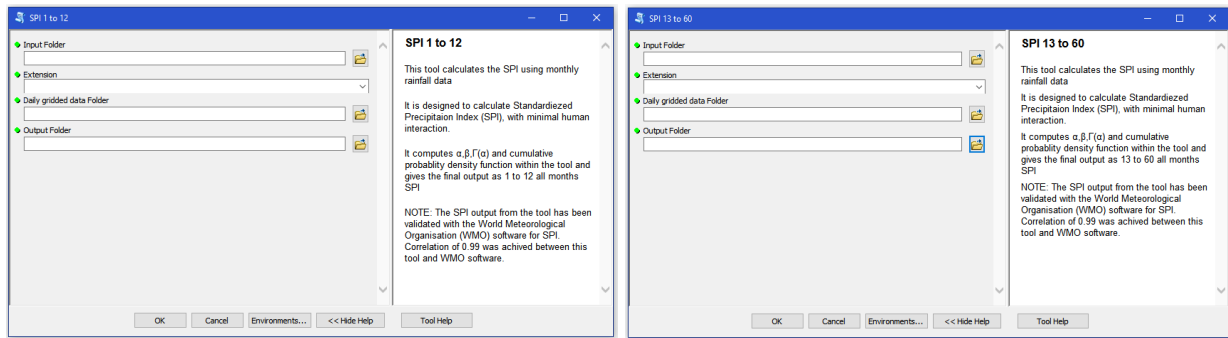 SPI 1 to 12
Input Folder
Extension
Daily gridded data Folder
Output Folder
SPI 1 to 12
This tool calculates the SPI using monthly
rainfall data
It is designed to calculate Standardiezed
Precipitaion Index (SPI), with minimal human
interaction.
It computes α,β,Γ(α) and cumulative
probablity density function within the tool and
gives the final output as 1 to 12 all months
SPI
NOTE: The SPI output from the tool has been
validated with the World Meteorological
Organisation (WMO) software for SPI.
Correlation of 0.99 was achived between this
tool and WMO software.
OK
Cancel
Environments...
<< Hide Help
Tool Help
SPI 13 to 60
Input Folder
Extension
Daily gridded data Folder
Output Folder
SPI 13 to 60
This tool calculates the SPI using monthly
rainfall data
It is designed to calculate Standardiezed
Precipitaion Index (SPI), with minimal human
interaction.
It computes α,β,Γ(α) and cumulative
probablity density function within the tool and
gives the final output as 13 to 60 all months
SPI
NOTE: The SPI output from the tool has been
validated with the World Meteorological
Organisation (WMO) software for SPI.
Correlation of 0.99 was achived between this
tool and WMO software.
OK
Cancel
Environments...
<< Hide Help
Tool Help